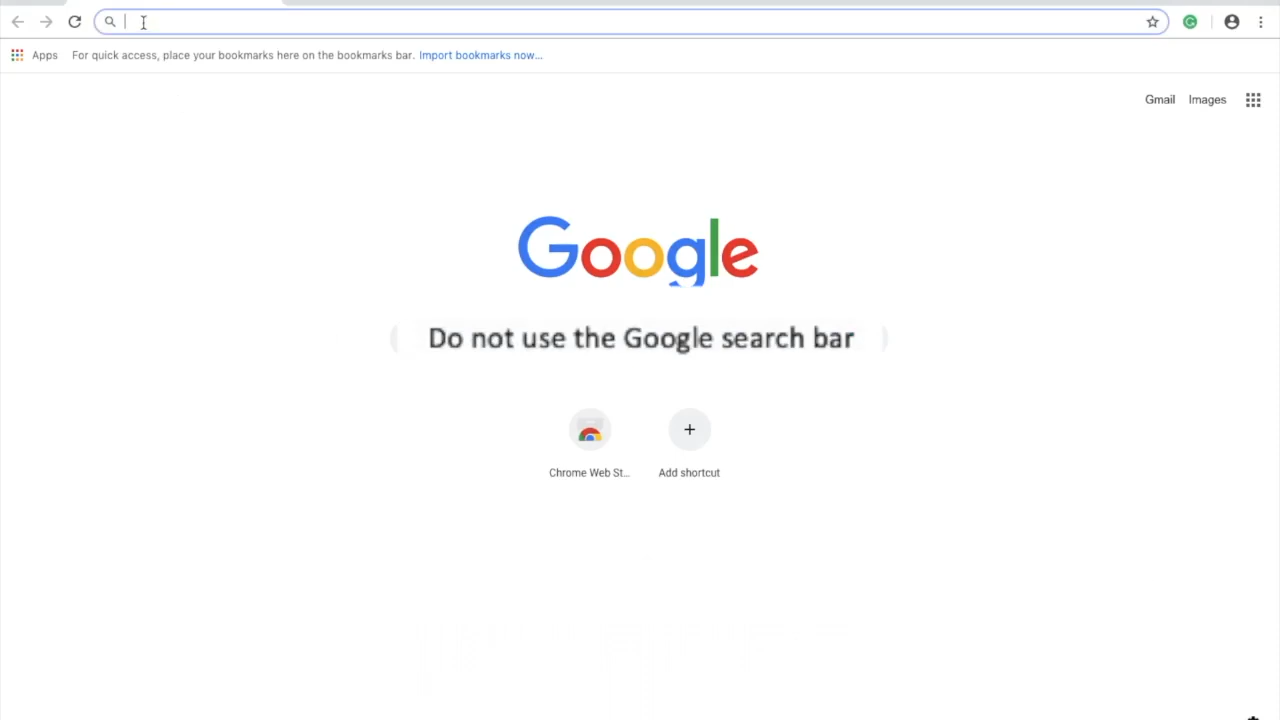 Apps For quick access, place your bookmarks here on the bookmarks bar. Import bookmarks now...
Gmail Images
Google
Do not use the Google search bar
Chrome Web St... Add shortcut